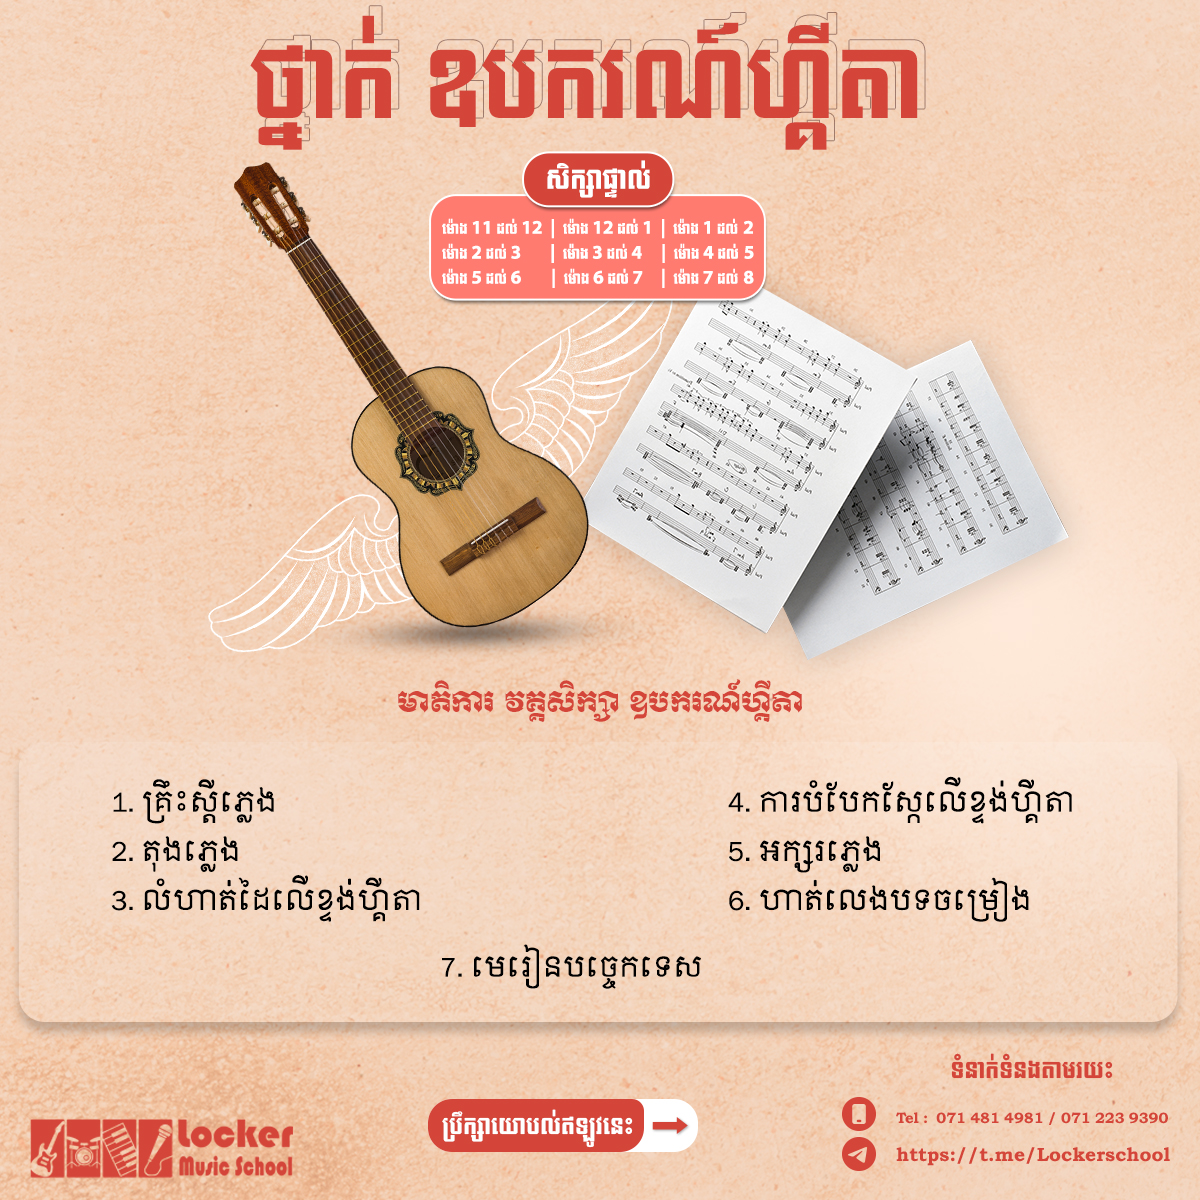 ថ្នាក់ ឧបករណ៍ហ្គីតា
សិក្សាផ្ទាល់
ម៉ោង 11 ដល់ 12 | ម៉ោង 12 ដល់ 1 | ម៉ោង 1 ដល់ 2
ម៉ោង 2 ដល់ 3 | ម៉ោង 3 ដល់ 4 | ម៉ោង 4 ដល់ 5
ម៉ោង 5 ដល់ 6 | ម៉ោង 6 ដល់ 7 | ម៉ោង 7 ដល់ 8
មាតិការ វគ្គសិក្សា ឧបករណ៍ហ្គីតា
1. គ្រឹះស្ដីភ្លេង
2. តុងភ្លេង
3. លំហាត់ដៃលើខ្ទង់ហ្គីតា
4. ការបំបែកស្កែលើខ្ទង់ហ្គីតា
5. អក្សរភ្លេង
6. ហាត់លេងបទចម្រៀង
7. មេរៀនបច្ចេកទេស
ទំនាក់ទំនងតាមរយះ
Tel : 071 481 4981 / 071 223 9390
https://t.me/Lockerschool
ប្រឹក្សាយោបល់ឥឡូវនេះ
Locker
Music School